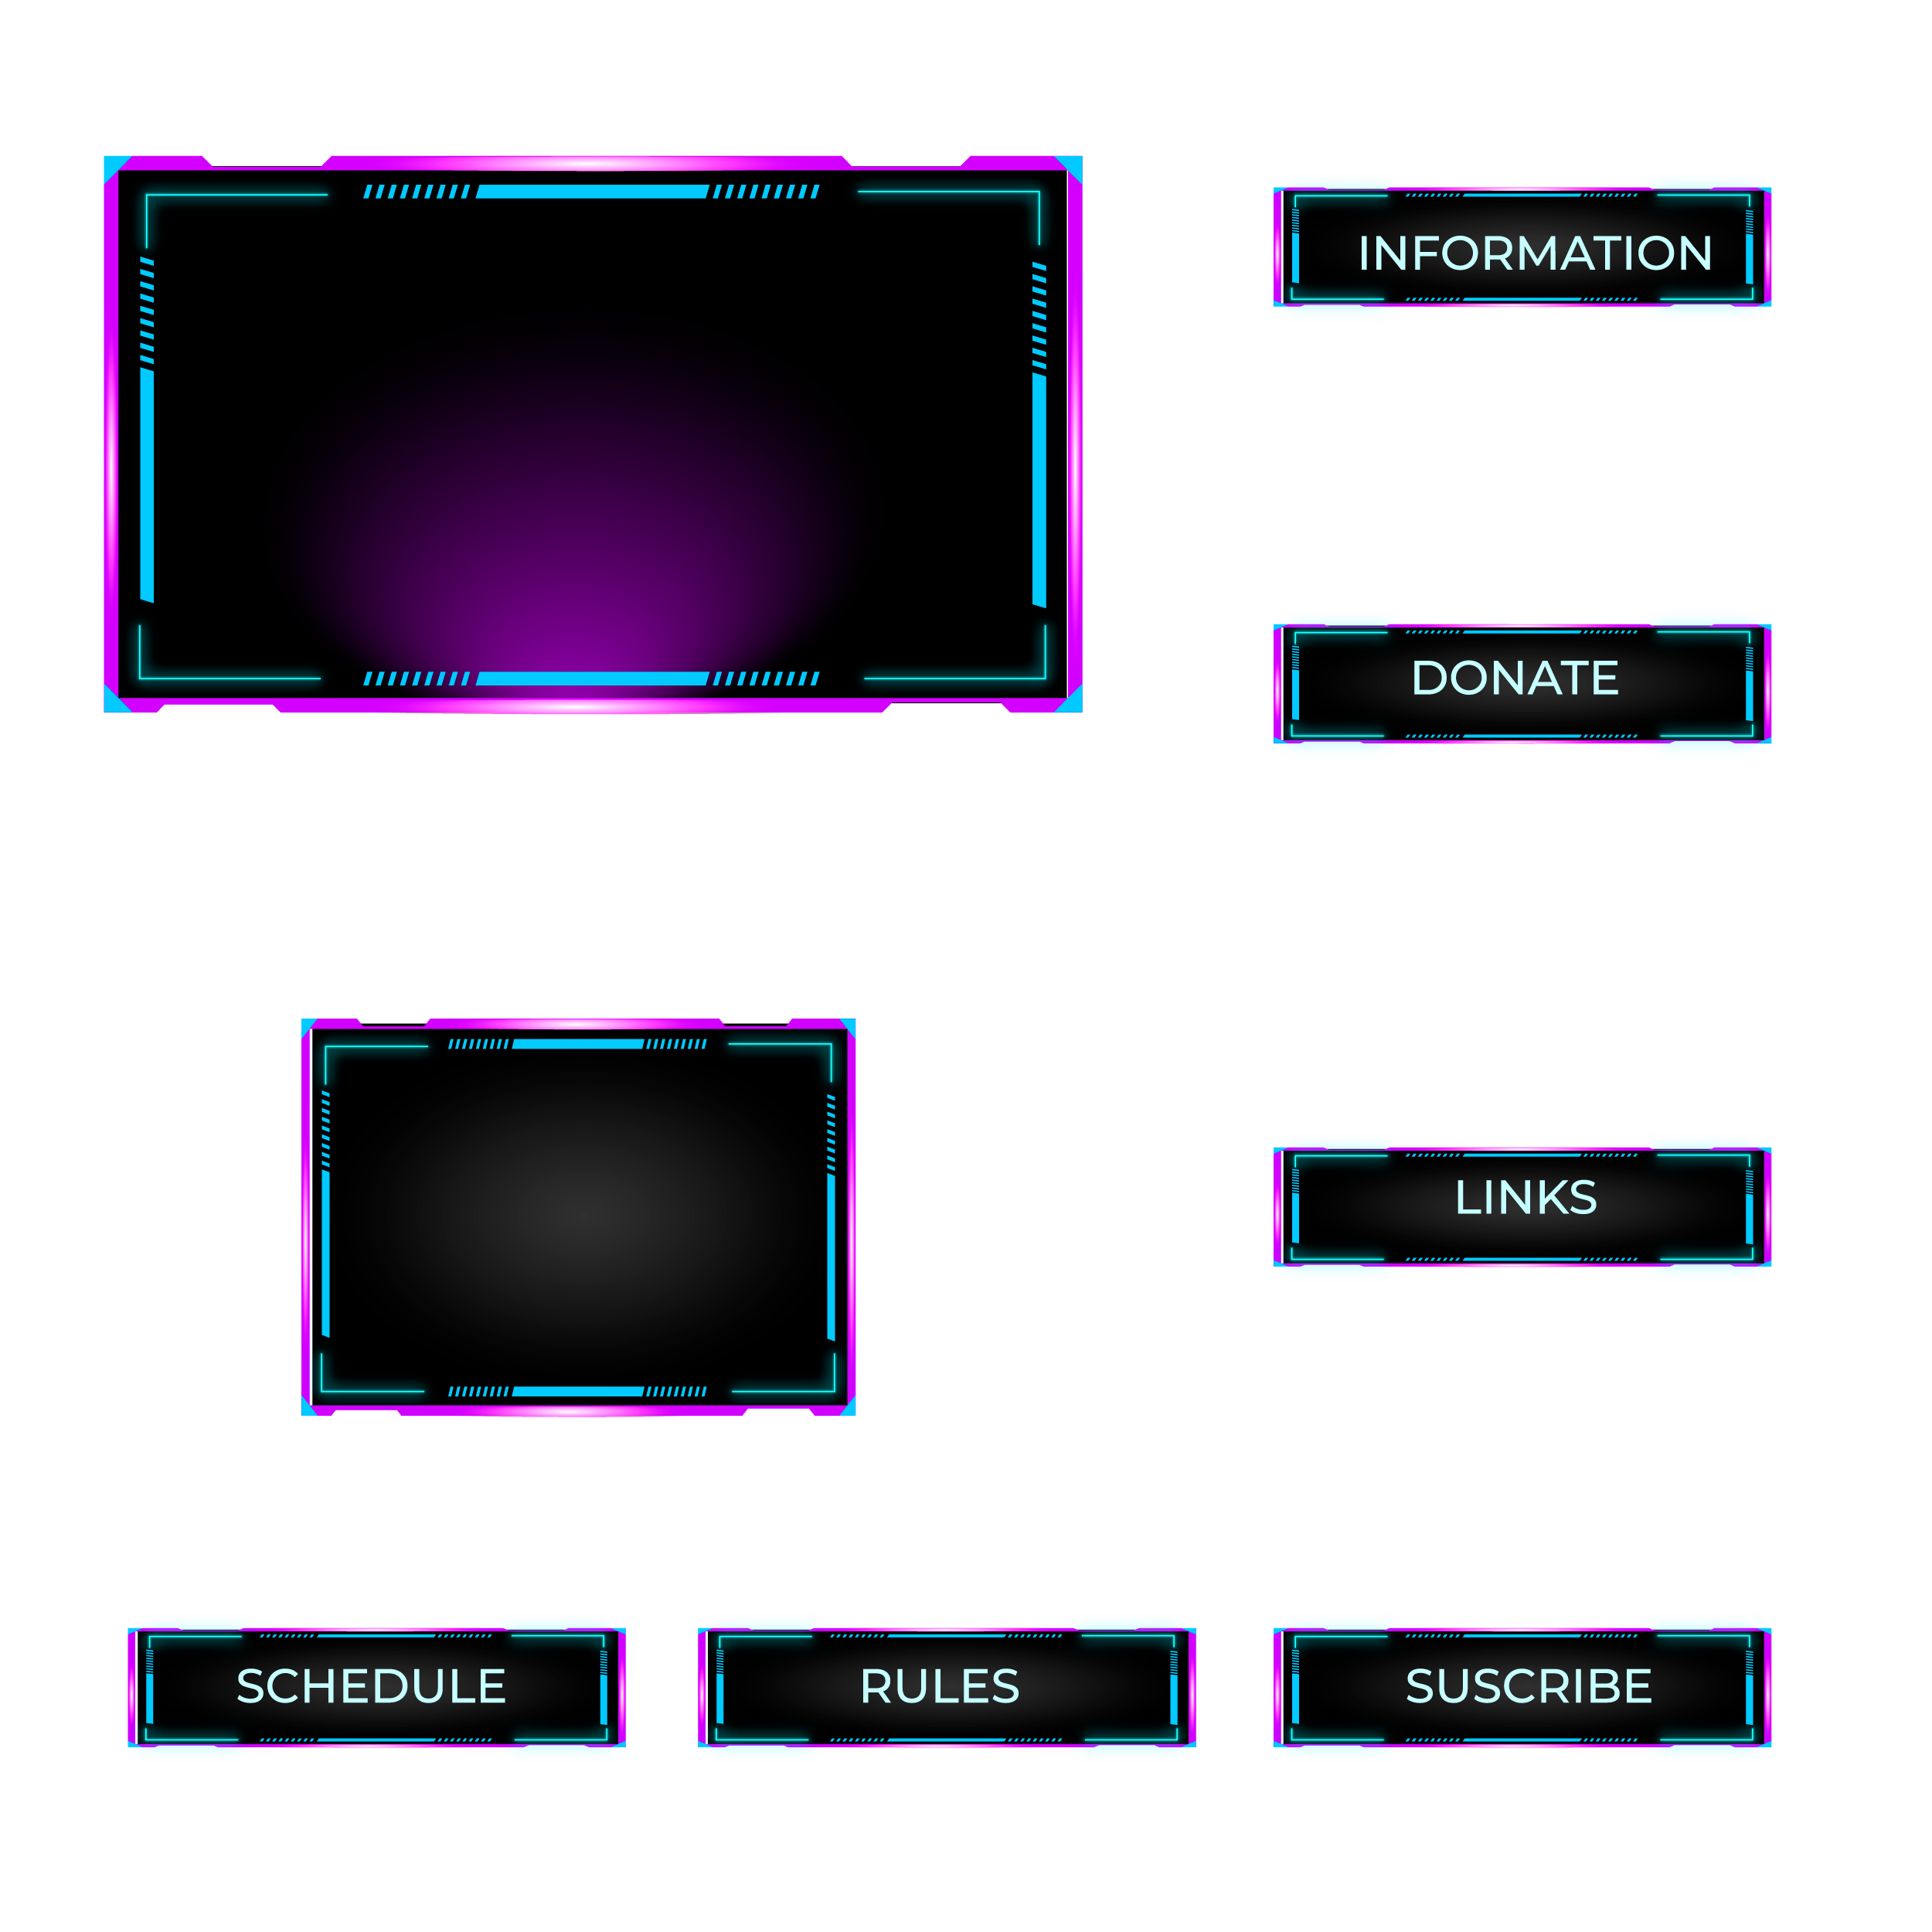 INFORMATION
DONATE
LINKS
SCHEDULE
RULES
SUSCRIBE